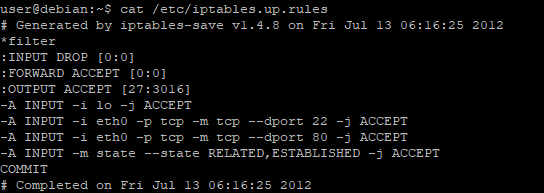 user@debian:~$ cat /etc/iptables.up.rules
# Generated by iptables-save v1.4.8 on Fri Jul 13 06:16:25 2012
*filter
:INPUT DROP [0:0]
:FORWARD ACCEPT [0:0]
:OUTPUT ACCEPT [27:3016]
-A INPUT -i lo -j ACCEPT
-A INPUT -i eth0 -p tcp -m tcp --dport 22 -j ACCEPT
-A INPUT -i eth0 -p tcp -m tcp --dport 80 -j ACCEPT
-A INPUT -m state --state RELATED,ESTABLISHED -j ACCEPT
COMMIT
# Completed on Fri Jul 13 06:16:25 2012